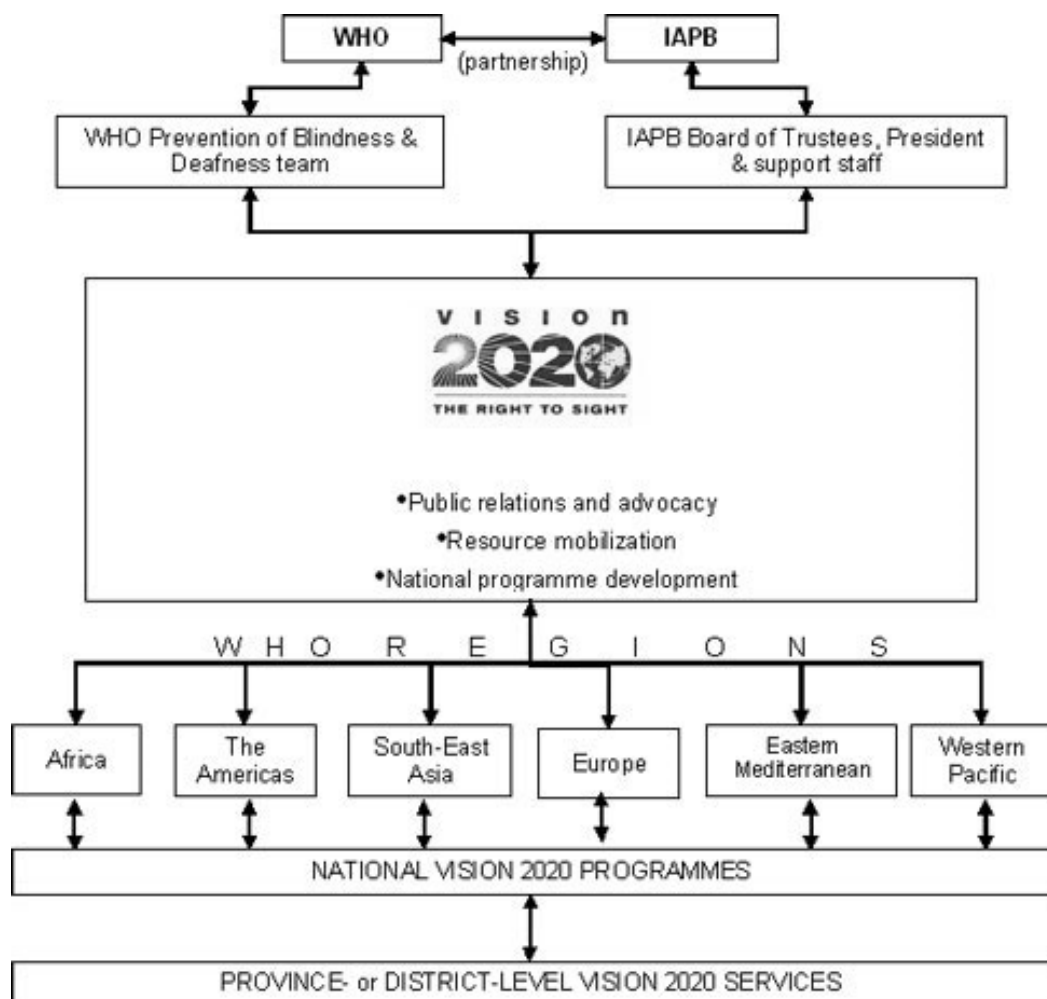 WHO
IAPB
(partnership)
WHO Prevention of Blindness &
Deafness team
IAPB Board of Trustees, President
& support staff
VISION
2020
THE RIGHT TO SIGHT
•Public relations and advocacy
•Resource mobilization
•National programme development
WHO REGIONS
Africa
The
Americas
South-East
Asia
Europe
Eastern
Mediterranean
Western
Pacific
NATIONAL VISION 2020 PROGRAMMES
PROVINCE- or DISTRICT-LEVEL VISION 2020 SERVICES